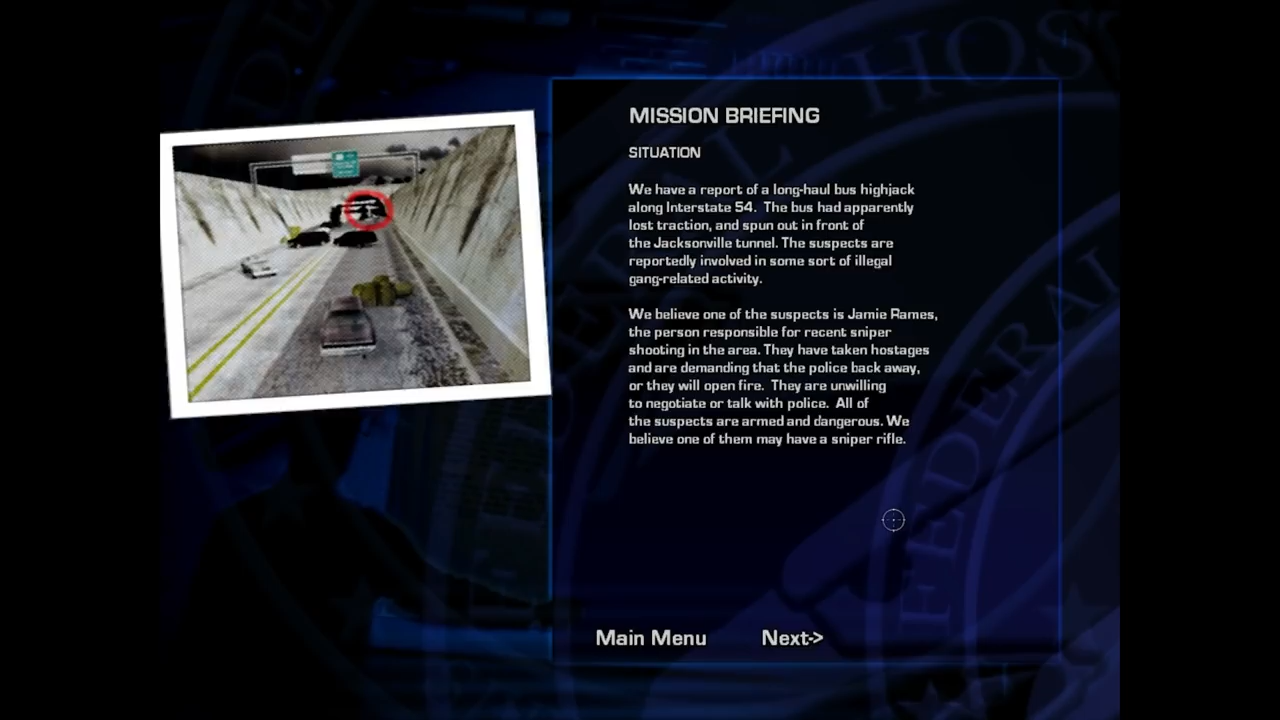 HOS
FEDERAL
MISSION BRIEFING
SITUATION
We have a report of a long-haul bus highjack
along Interstate 54.  The bus had apparently
lost traction, and spun out in front of
the Jacksonville tunnel. The suspects are
reportedly involved in some sort of illegal
gang-related activity.
We believe one of the suspects is Jamie Rames,
the person responsible for recent sniper
shooting in the area. They have taken hostages
and are demanding that the police back away,
or they will open fire.  They are unwilling
to negotiate or talk with police.  All of
the suspects are armed and dangerous. We
believe one of them may have a sniper rifle.
Main Menu
Next->